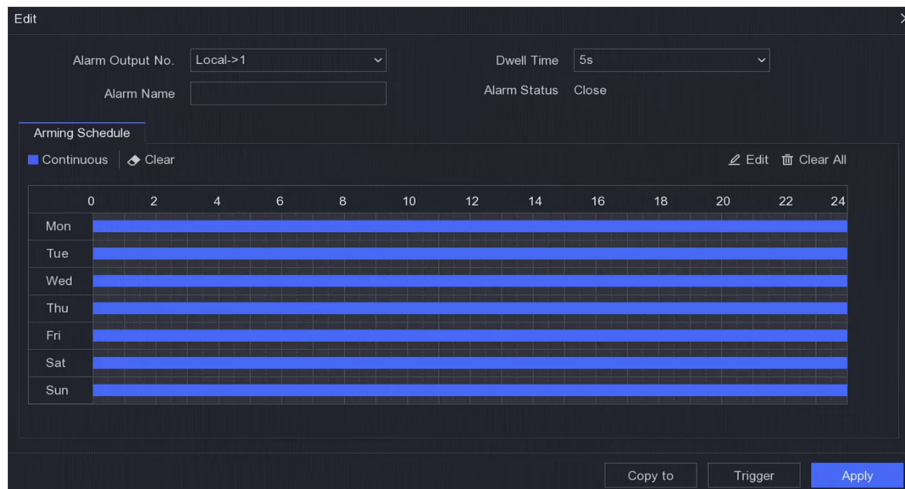 Edit
Alarm Output No. Local->1 Dwell Time 5s
Alarm Name Alarm Status Close
Arming Schedule
Continuous Clear Edit Clear All
0 2 4 6 8 10 12 14 16 18 20 22 24
Mon
Tue
Wed
Thu
Fri
Sat
Sun
Copy to Trigger Apply